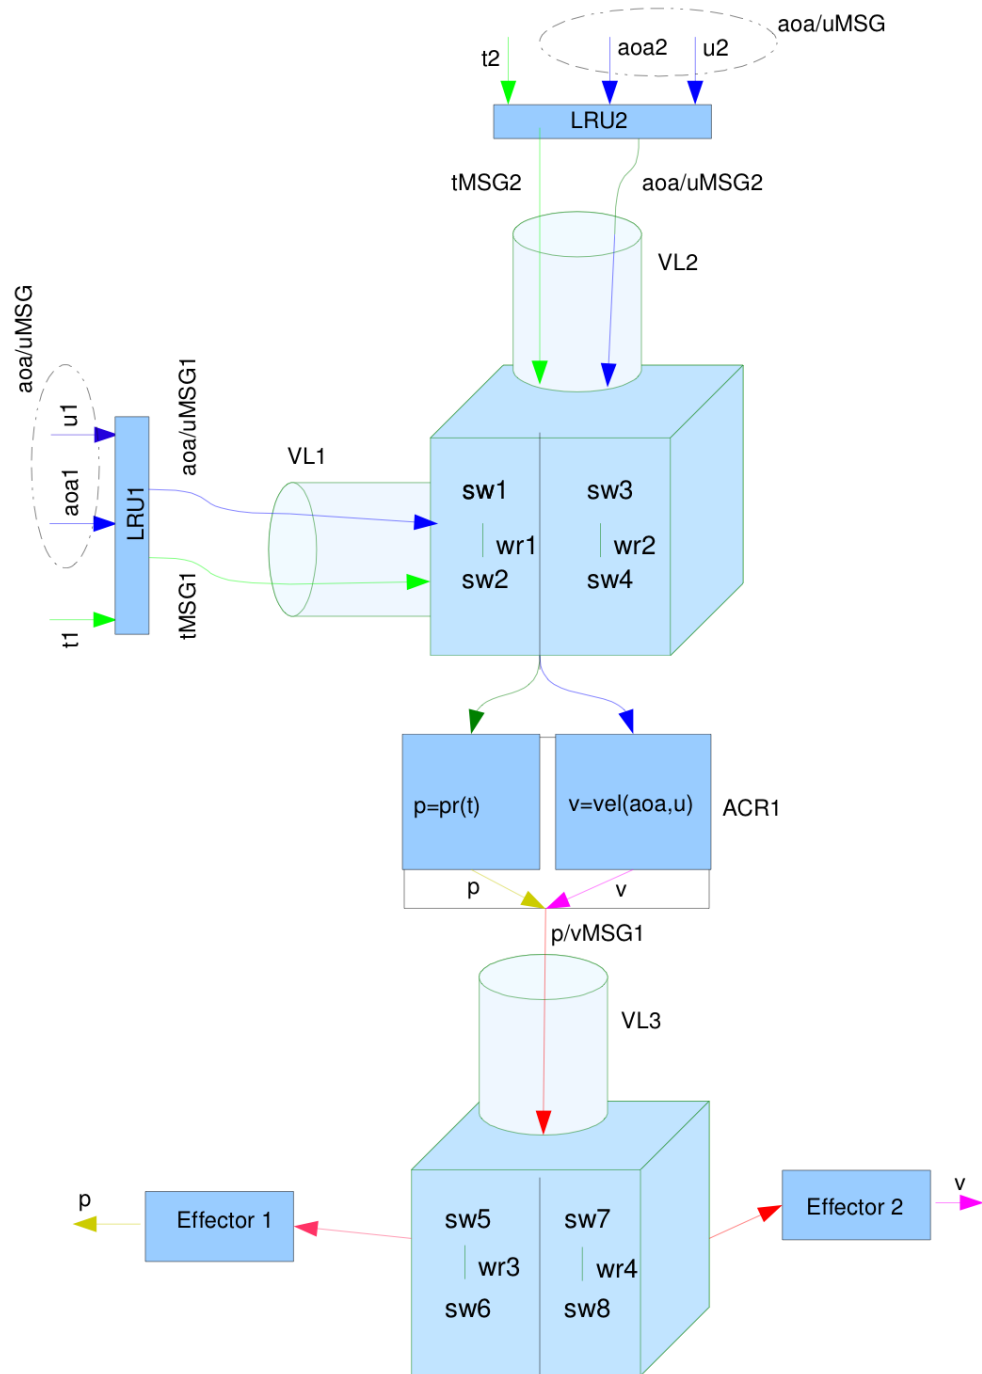 aoa/uMSG
t2
aoa2
u2
LRU2
tMSG2
aoa/uMSG2
VL2
aoa/uMSG
u1
aoa1
t1
LRU1
aoa/uMSG1
tMSG1
VL1
sw1
wr1
sw2
sw3
wr2
sw4
p=pr(t)
v=vel(aoa,u)
ACR1
p
v
p/vMSG1
VL3
p
Effector 1
sw5
wr3
sw6
sw7
wr4
sw8
Effector 2
v